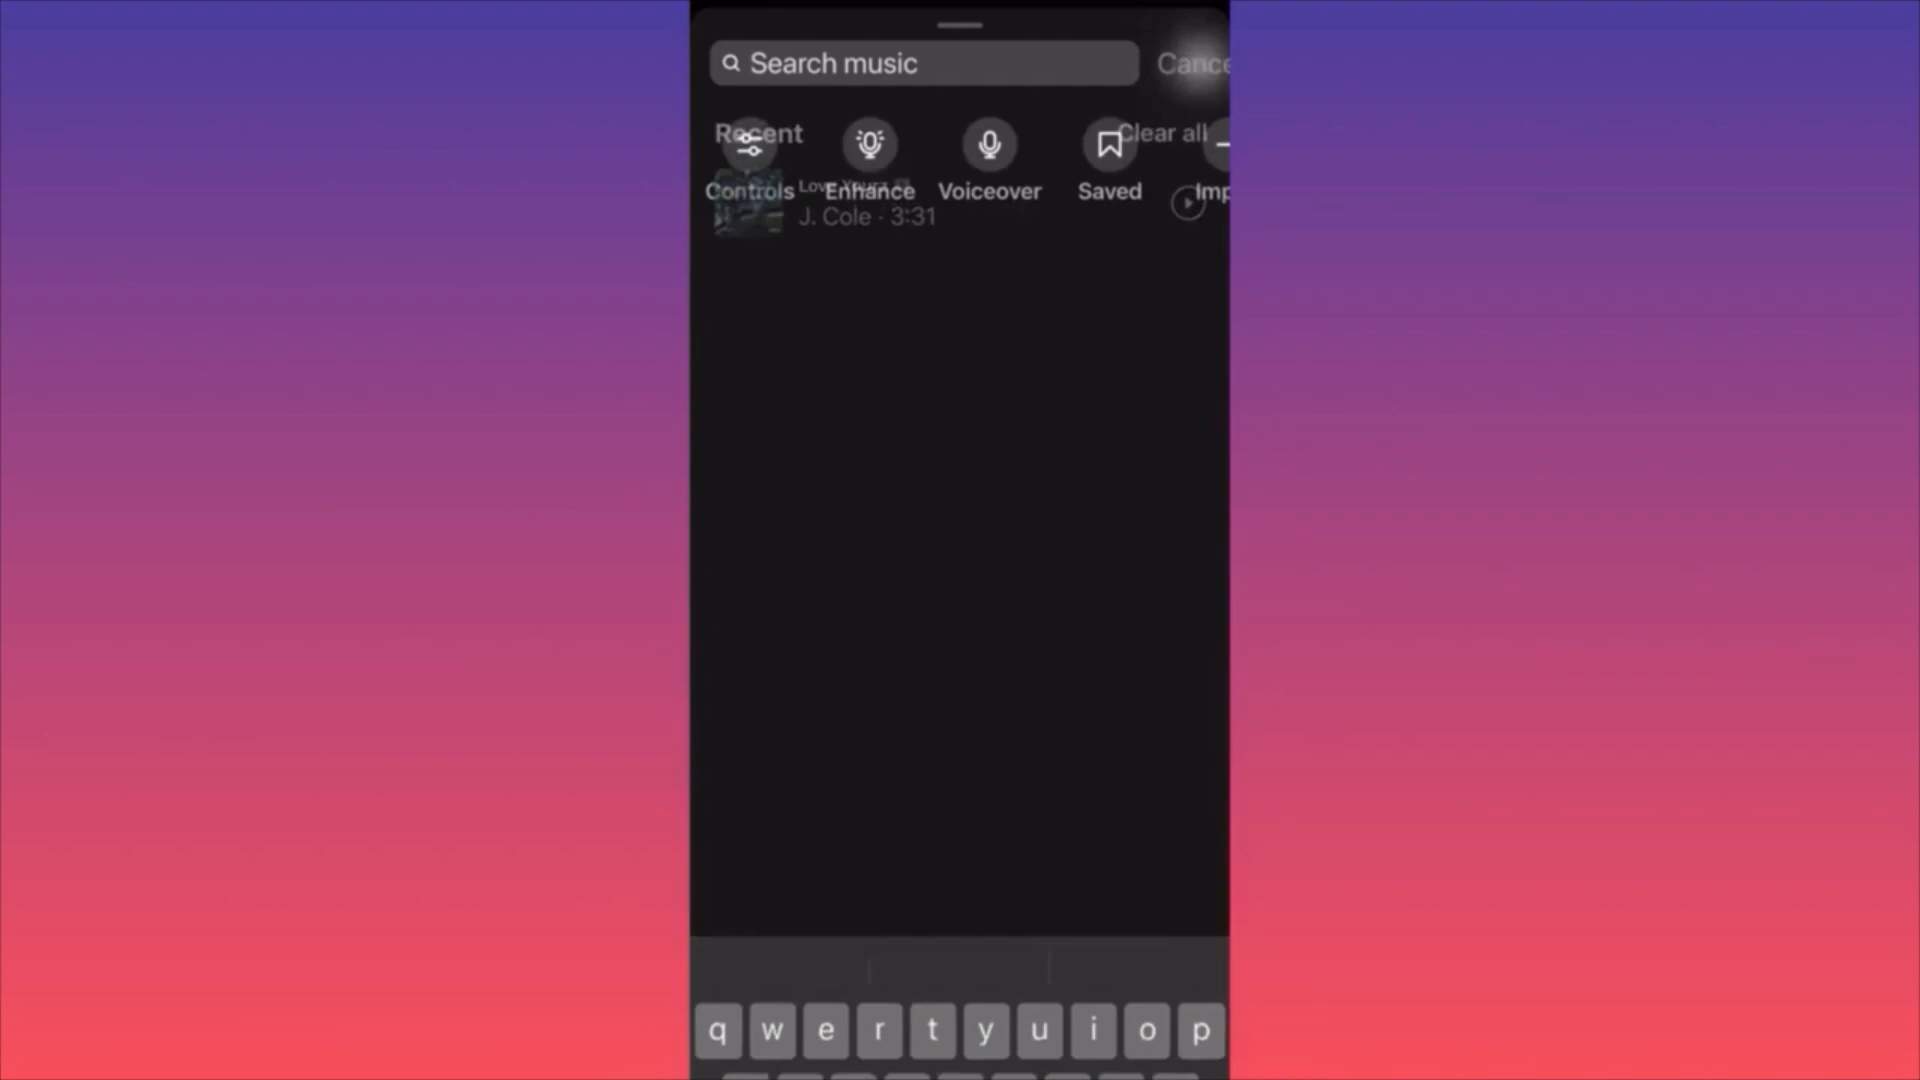 Search music
Cance
Recent
Clear all
Controls
Enhance
Voiceover
Saved
Imp
J. Cole · 3:31
q w e r t y u i o p